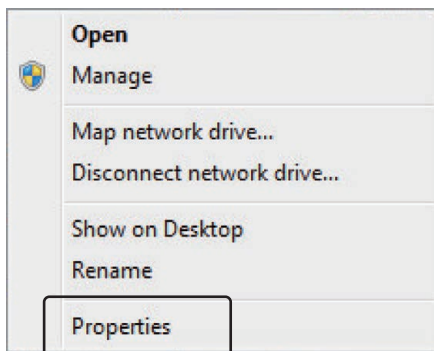 Open
Manage
Map network drive...
Disconnect network drive...
Show on Desktop
Rename
Properties